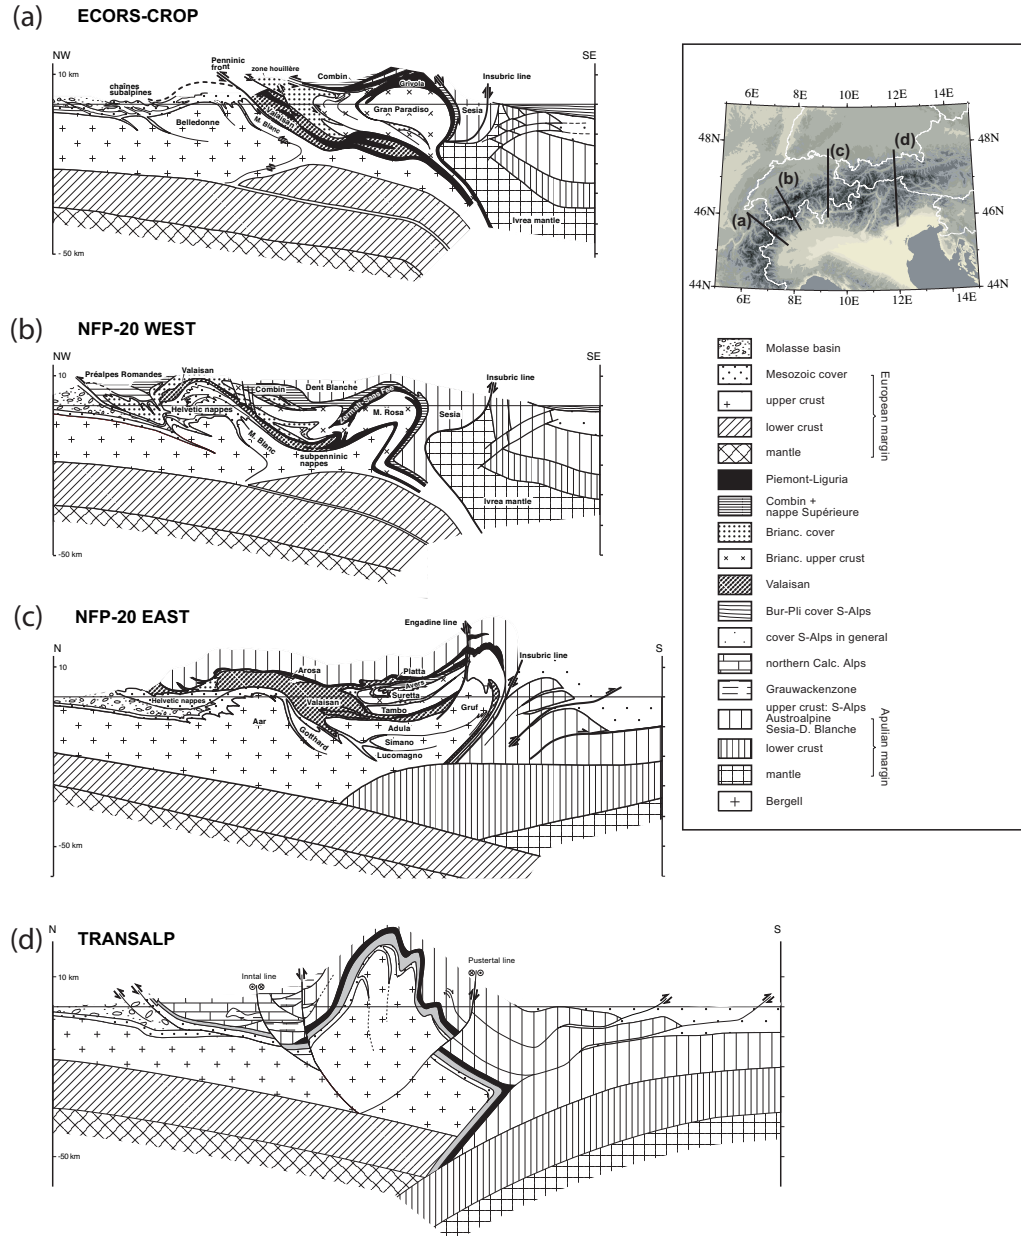 (a) ECORS-CROP
NW
SE
10 km
Penninic
front
zone houillère
Combin
Grivola
Insubric line
chaînes
subalpines
Belledonne
Valaisan
M. Blanc
Gran Paradiso
Sesia
Ivrea mantle
- 50 km
(b) NFP-20 WEST
NW
SE
10
Préalpes Romandes
Valaisan
Combin
Dent Blanche
Insubric line
Helvetic nappes
M. Rosa
Sesia
M. Blanc
subpenninic
nappes
Ivrea mantle
-50 km
(c) NFP-20 EAST
N
S
10
Engadine line
Insubric line
Arosa
Platta
Avers
Suretta
Helvetic nappes
Valaisan
Tambo
Gruf
Aar
Gotthard
Adula
Simano
Lucomagno
-50 km
(d) TRANSALP
N
S
10 km
Inntal line
Pustertal line
-50 km
6E 8E 10E 12E 14E
48N
48N
46N
46N
44N
44N
6E 8E 10E 12E 14E
(a)
(b)
(c)
(d)
Molasse basin
Mesozoic cover
upper crust
lower crust
mantle
European margin
Piemont-Liguria
Combin +
nappe Supérieure
Brianc. cover
Brianc. upper crust
Valaisan
Bur-Pli cover S-Alps
cover S-Alps in general
northern Calc. Alps
Grauwackenzone
upper crust: S-Alps
Austroalpine
Sesia-D. Blanche
lower crust
mantle
Apulian margin
Bergell